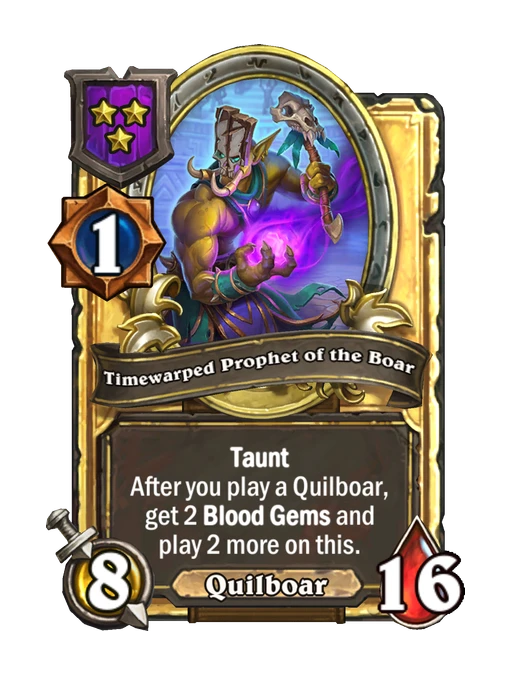 1
Timewarped Prophet of the Boar
Taunt
After you play a Quilboar,
get 2 Blood Gems and
play 2 more on this.
8
Quilboar
16